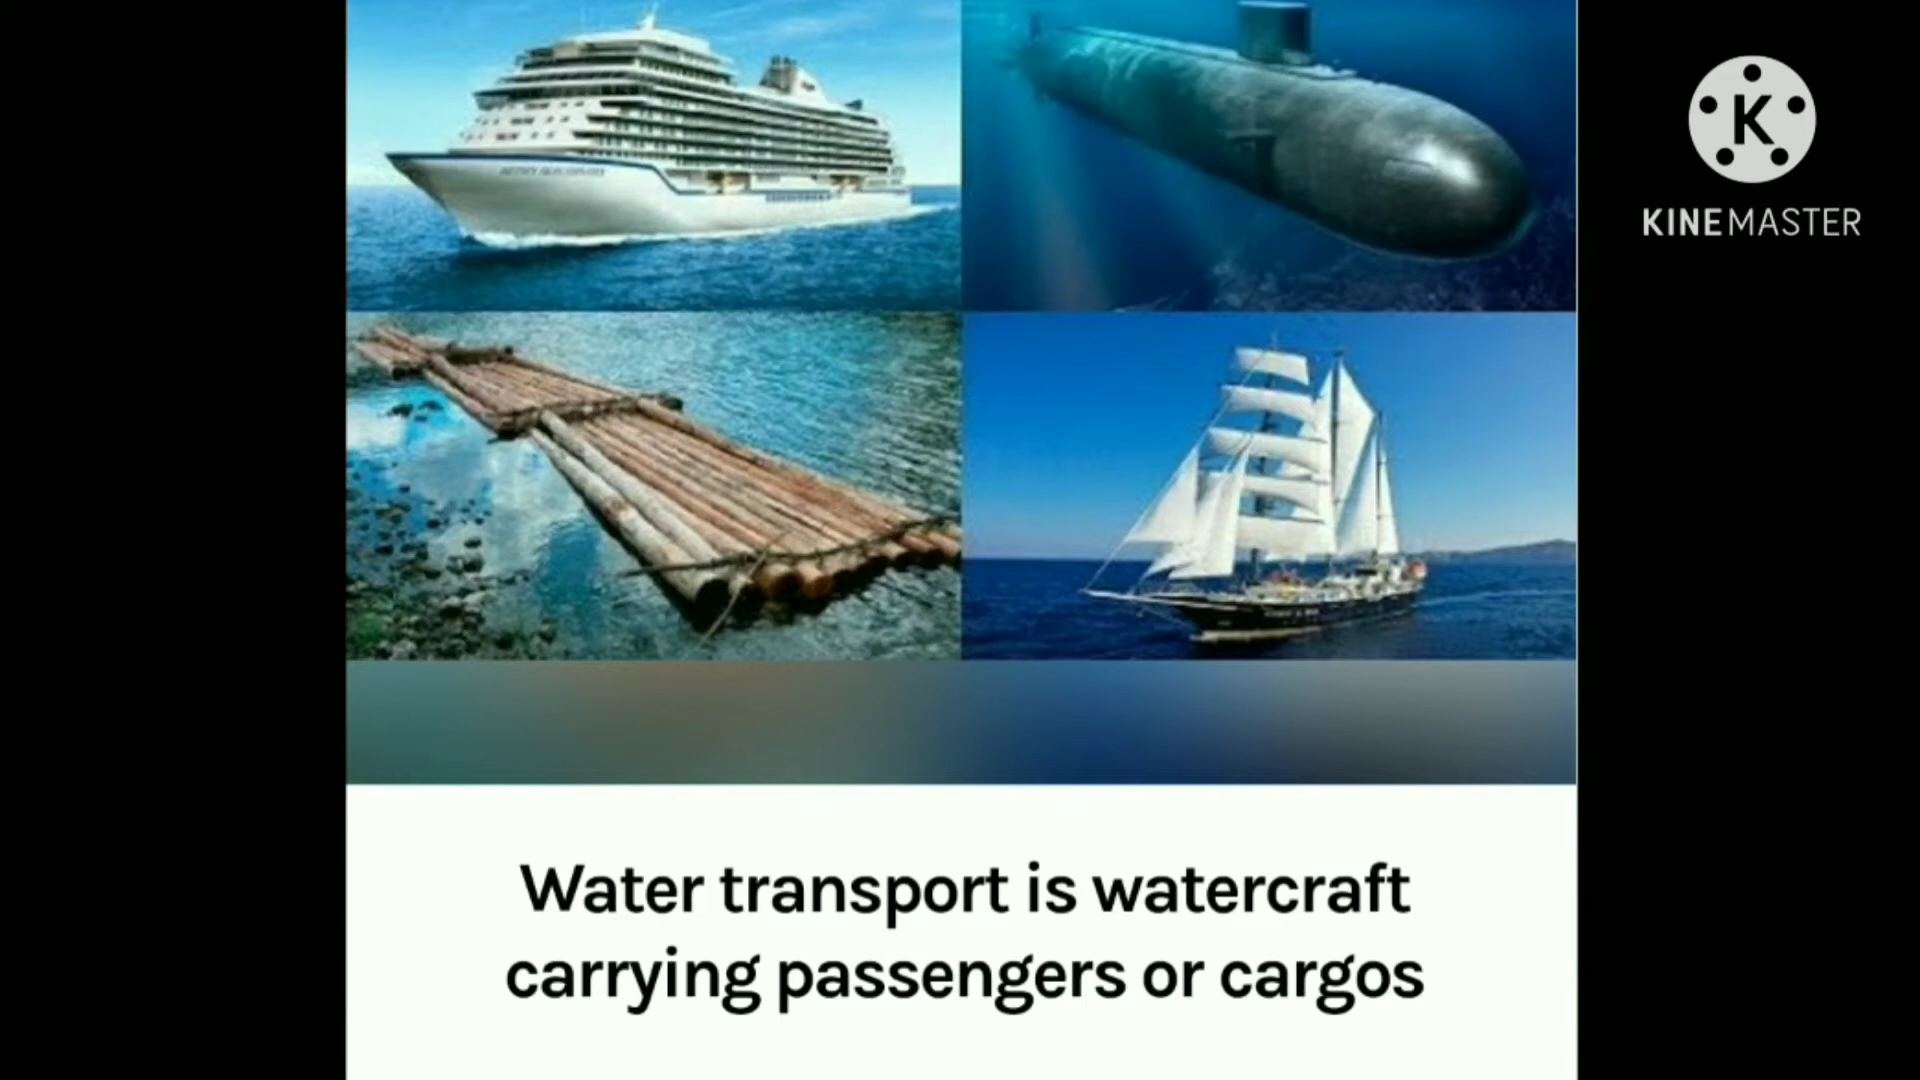 K
KINEMASTER
Water transport is watercraft
carrying passengers or cargos